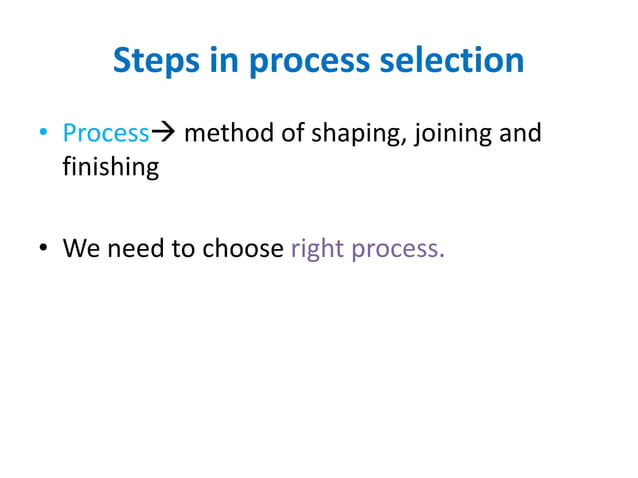 Steps in process selection
• Process→ method of shaping, joining and
finishing
• We need to choose right process.